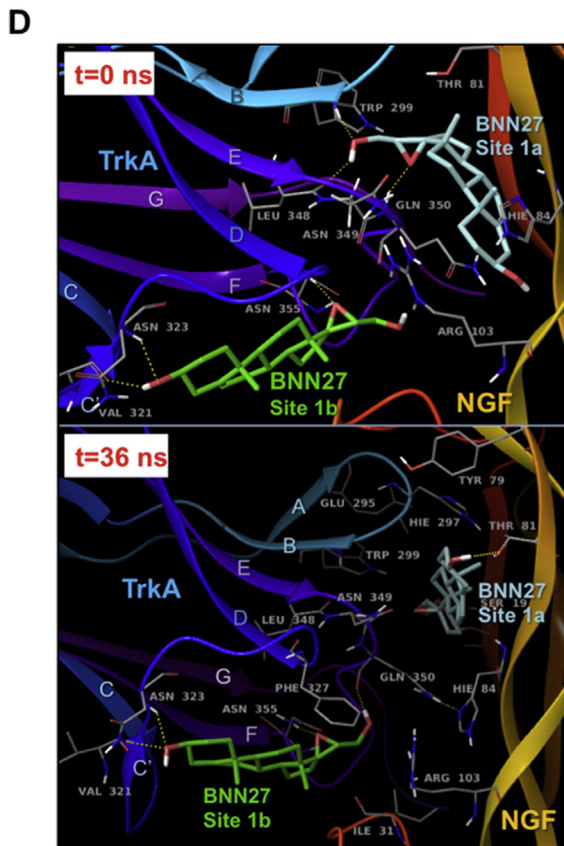 D
t=0 ns
B
TRP 299
THR 81
BNN27
Site 1a
TrkA
E
G
LEU 348
GLN 350
HIE 84
ASN 349
D
F
ASN 355
C
ASN 323
ARG 103
BNN27
Site 1b
NGF
VAL 321
C'
t=36 ns
TYR 79
A
GLU 295
HIE 297
THR 81
B
TRP 299
E
TrkA
BNN27
Site 1a
ASN 349
SER 19
D
LEU 348
G
GLN 350
C
PHE 327
HIE 84
ASN 323
ASN 355
F
C'
VAL 321
ARG 103
BNN27
Site 1b
NGF
ILE 31